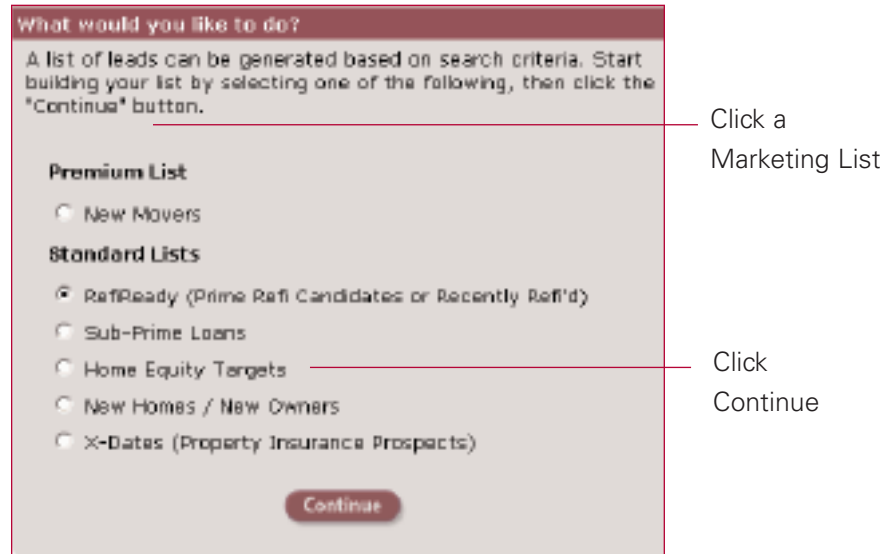 What would you like to do?
A list of leads can be generated based on search criteria. Start
building your list by selecting one of the following, then click the
"Continue" button.
Click a
Marketing List
Premium List
New Movers
Standard Lists
RefiReady (Prime Refi Candidates or Recently Refi'd)
Sub-Prime Loans
Home Equity Targets
Click
Continue
New Homes / New Owners
X-Dates (Property Insurance Prospects)
Continue